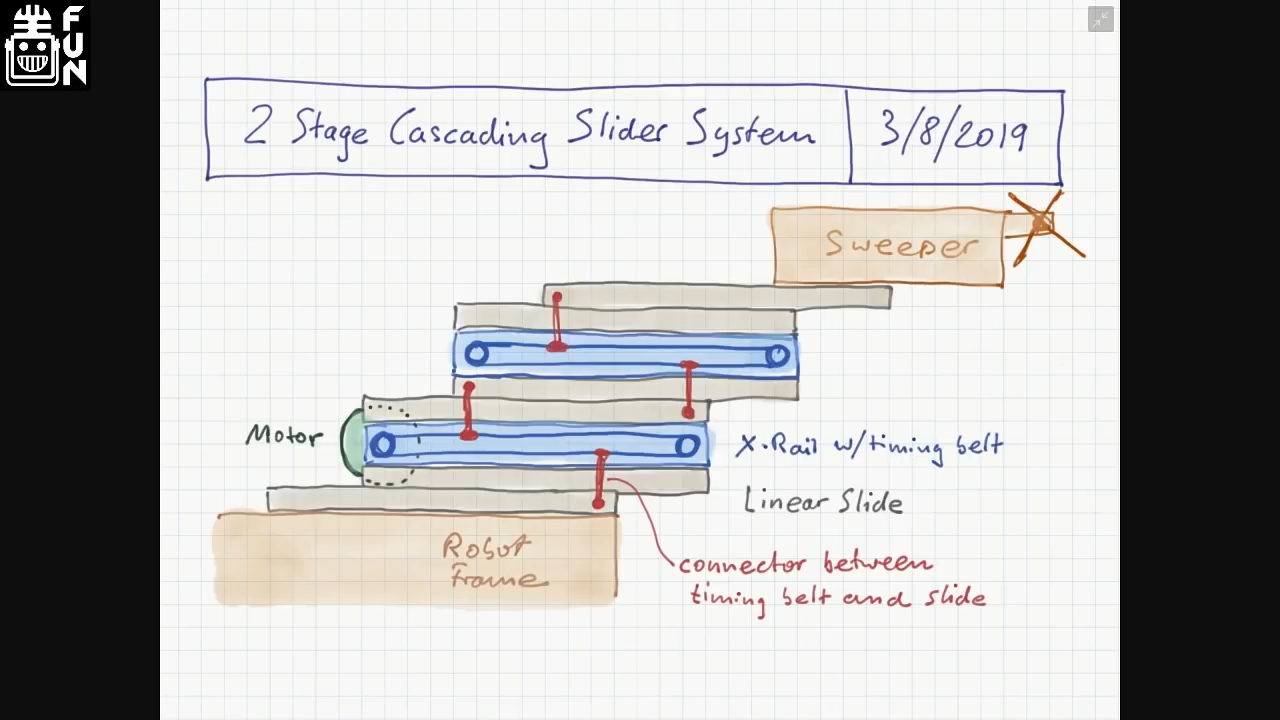 FUN
2 Stage Cascading Slider System
3/8/2019
Sweeper
Motor
X-Rail w/timing belt
Linear Slide
Robot
Frame
connector between
timing belt and slide